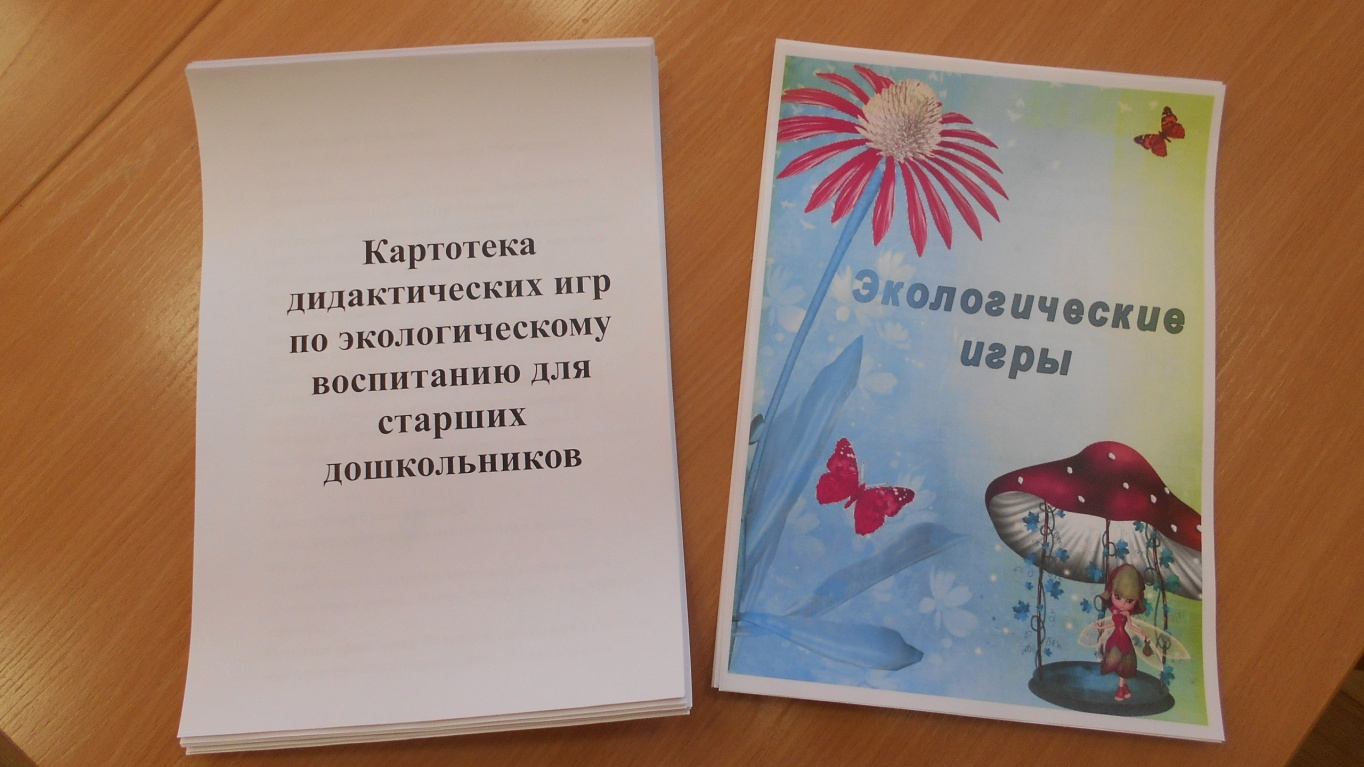 Картотека
дидактических игр
по экологическому
воспитанию для
старших
дошкольников
Экологические
игры